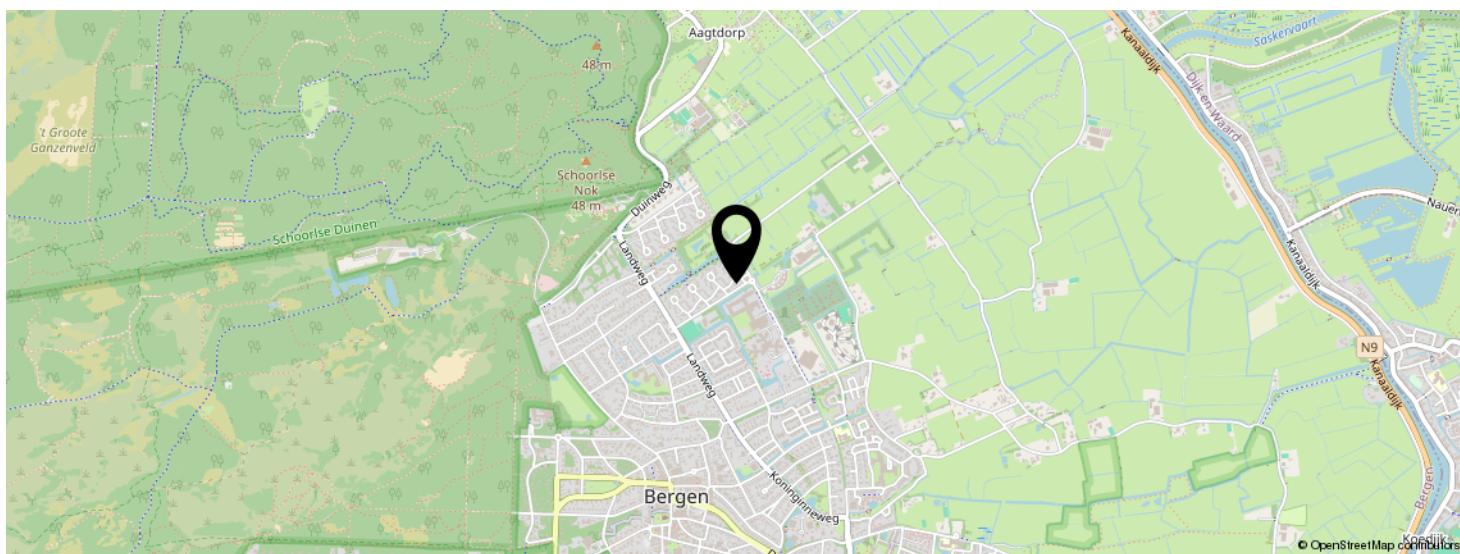 Aagtdorp
48 m
Kanaaldijk
Saskervaart
Dijk en Waard
't Groote
Ganzenveld
Schoorlse
Nok
48 m
Duinweg
Schoorlse Duinen
Landweg
Nauer
Kanaaldijk
N9
Kanaaldijk
Landweg
Koninginneweg
Bergen
Bergen
Koedijk
© OpenStreetMap contributors